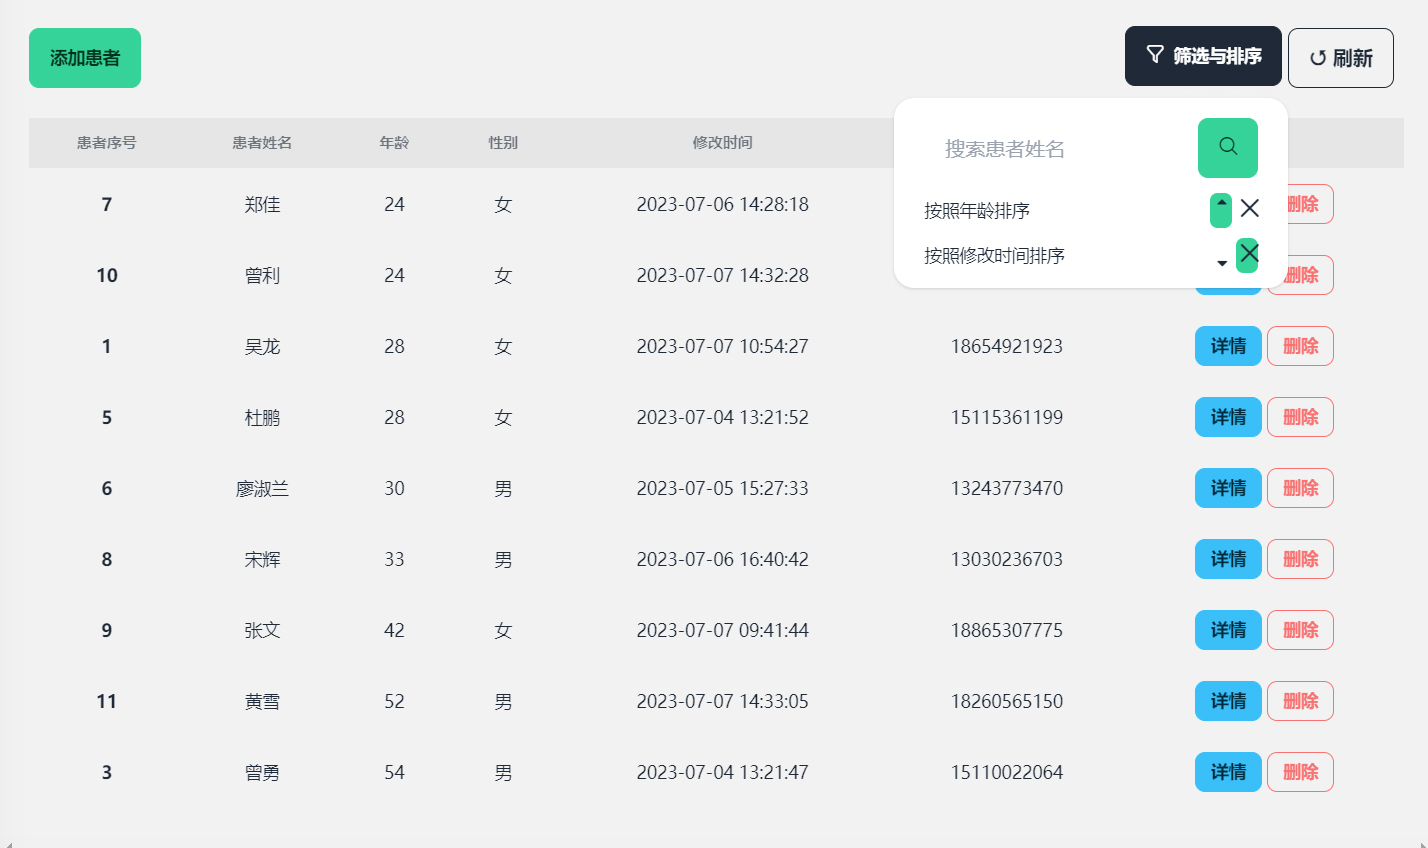 添加患者
筛选与排序 刷新
患者序号 患者姓名 年龄 性别 修改时间
搜索患者姓名
按照年龄排序
按照修改时间排序
7 郑佳 24 女 2023-07-06 14:28:18 删除
10 曾利 24 女 2023-07-07 14:32:28 删除
1 吴龙 28 女 2023-07-07 10:54:27 18654921923 详情 删除
5 杜鹏 28 女 2023-07-04 13:21:52 15115361199 详情 删除
6 廖淑兰 30 男 2023-07-05 15:27:33 13243773470 详情 删除
8 宋辉 33 男 2023-07-06 16:40:42 13030236703 详情 删除
9 张文 42 女 2023-07-07 09:41:44 18865307775 详情 删除
11 黄雪 52 男 2023-07-07 14:33:05 18260565150 详情 删除
3 曾勇 54 男 2023-07-04 13:21:47 15110022064 详情 删除